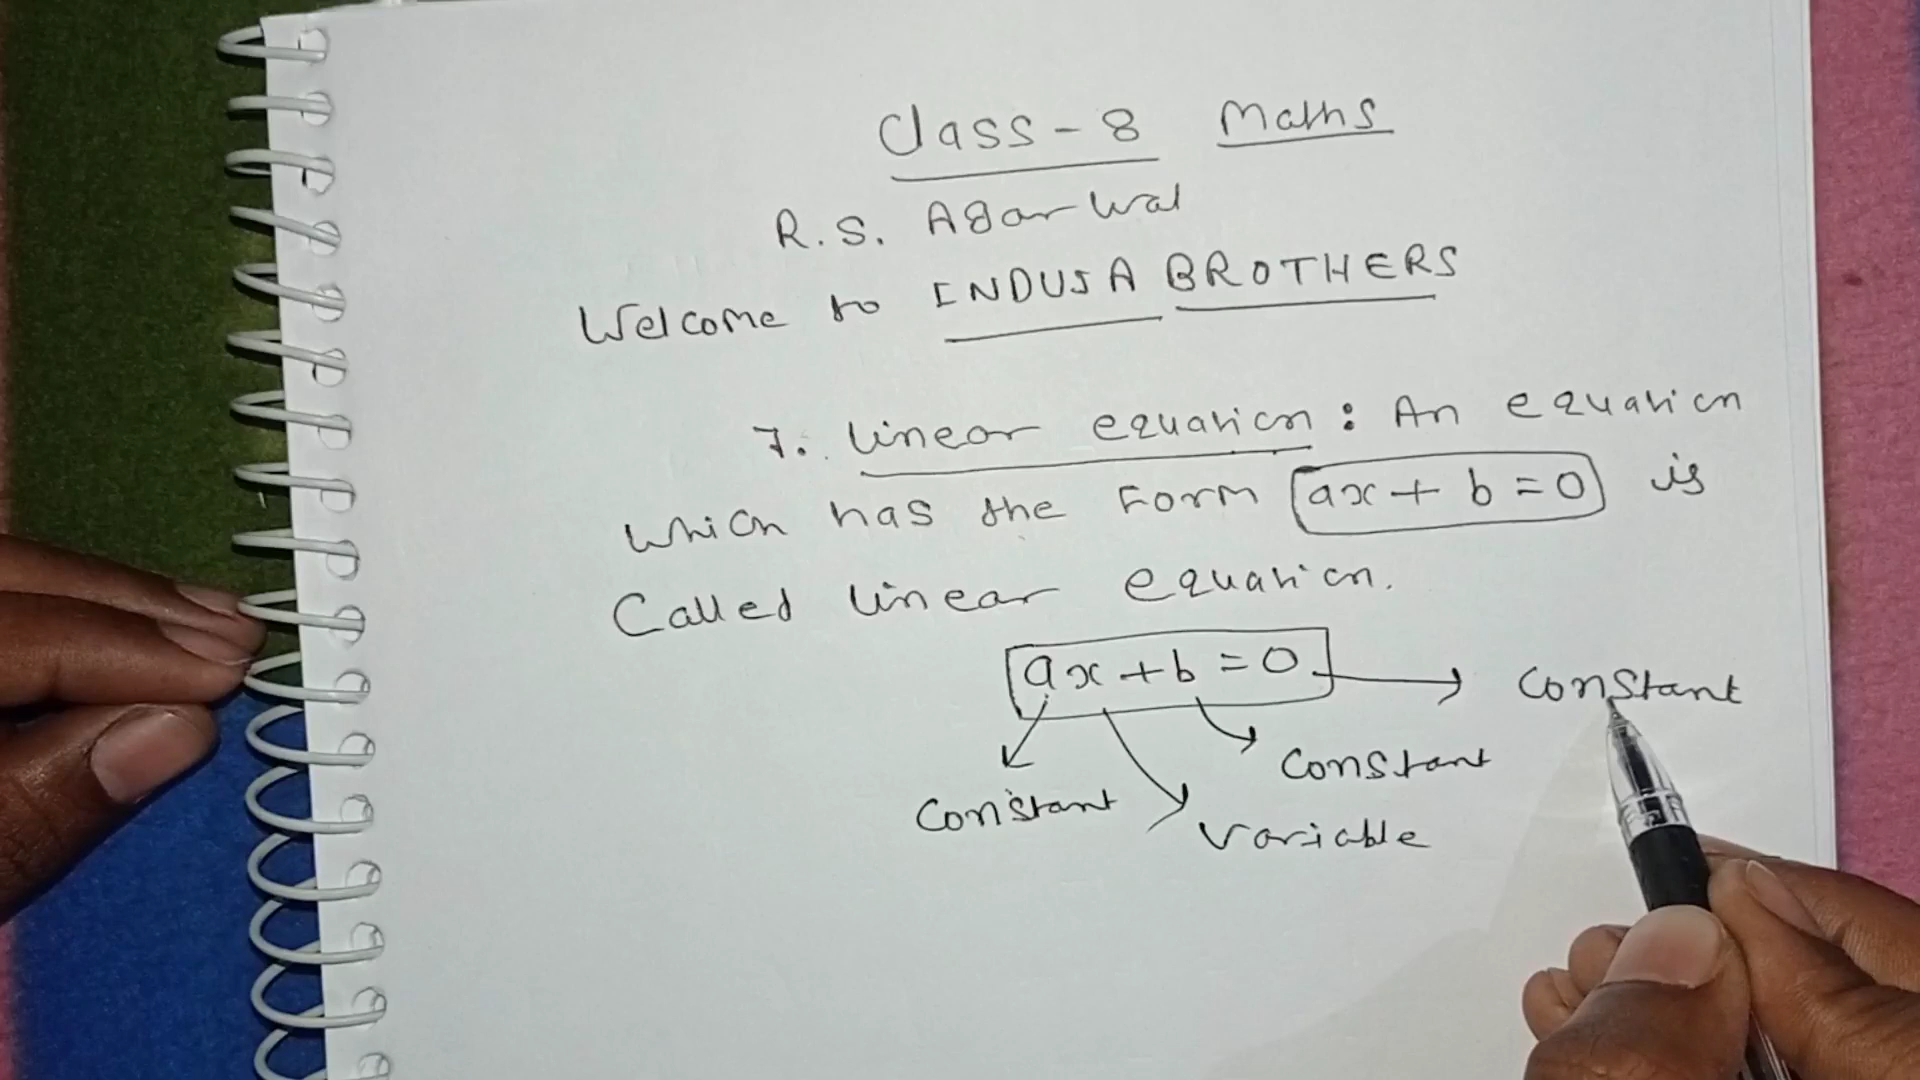 Class-8 Maths
R.S. Agarwal
Welcome to INDUJA BROTHERS
7. Linear equation: An equation
which has the Form ax+b=0 is
Called linear equation.
ax+b=0 → Constant
Constant
Constant
Variable